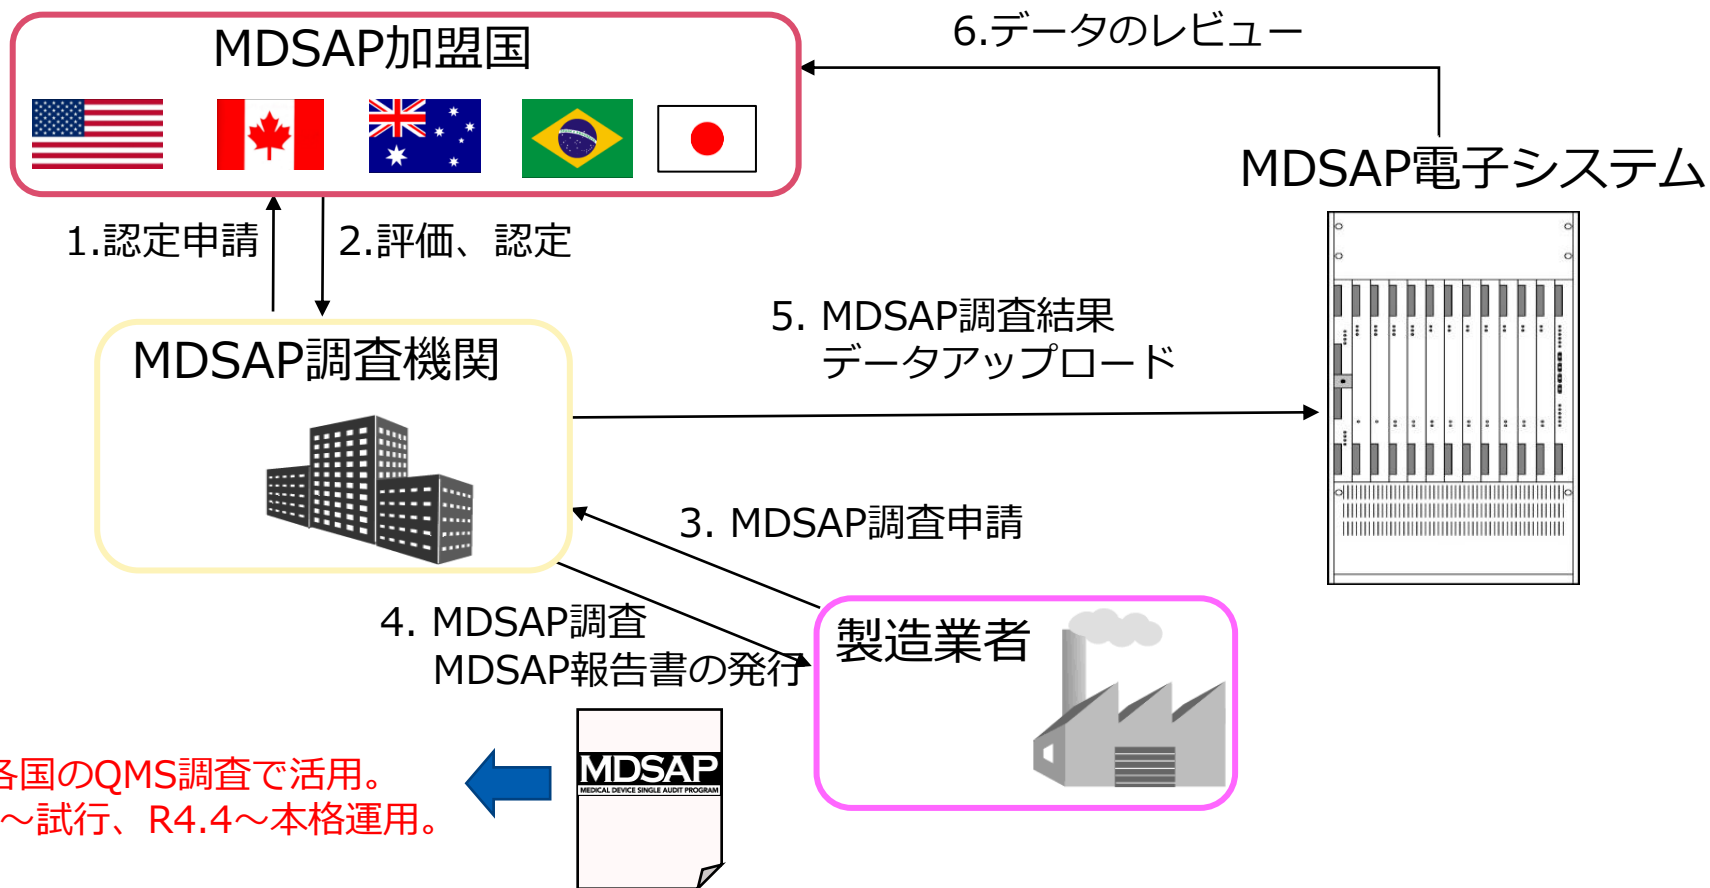 MDSAP加盟国
6.データのレビュー
MDSAP電子システム
1.認定申請
2.評価、認定
MDSAP調査機関
5. MDSAP調査結果
データアップロード
3. MDSAP調査申請
4. MDSAP調査
MDSAP報告書の発行
製造業者
MDSAP
MEDICAL DEVICE SINGLE AUDIT PROGRAM
各国のQMS調査で活用。
～試行、R4.4～本格運用。